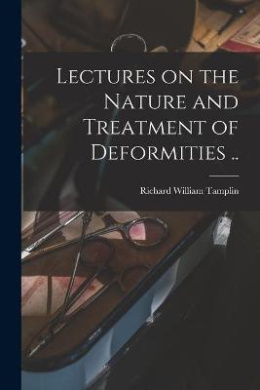 Lectures on the
Nature and
Treatment of
Deformities ..
Richard William Tamplin